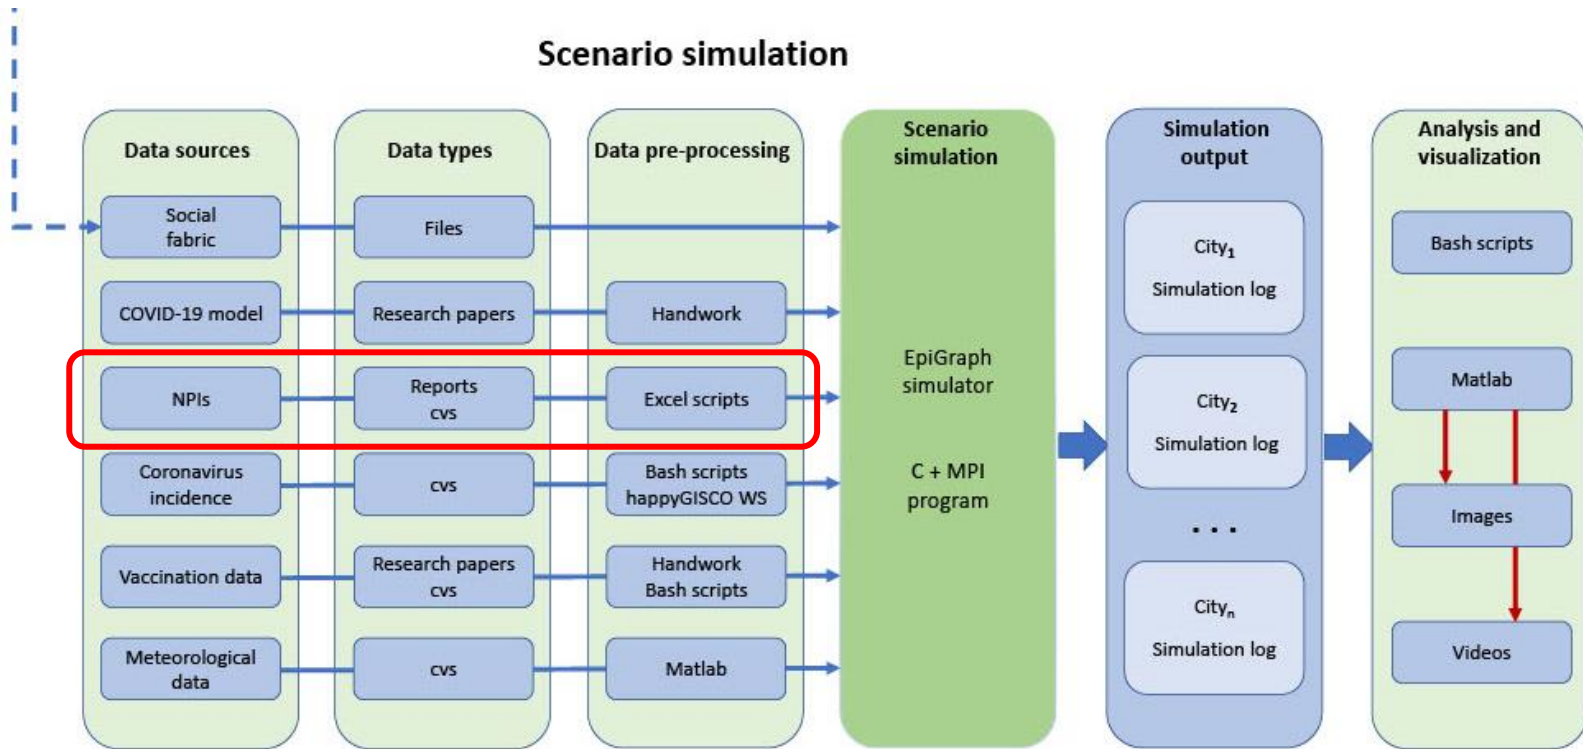 Scenario simulation
Data sources
Social
fabric
COVID-19 model
NPIs
Coronavirus
incidence
Vaccination data
Meteorological
data
Data types
Files
Research papers
Reports
cvs
cvs
Research papers
cvs
cvs
Data pre-processing
Handwork
Excel scripts
Bash scripts
happyGISCO WS
Handwork
Bash scripts
Matlab
Scenario
simulation
EpiGraph
simulator
C + MPI
program
Simulation
output
City1
Simulation log
City2
Simulation log
...
Cityn
Simulation log
Analysis and
visualization
Bash scripts
Matlab
Images
Videos